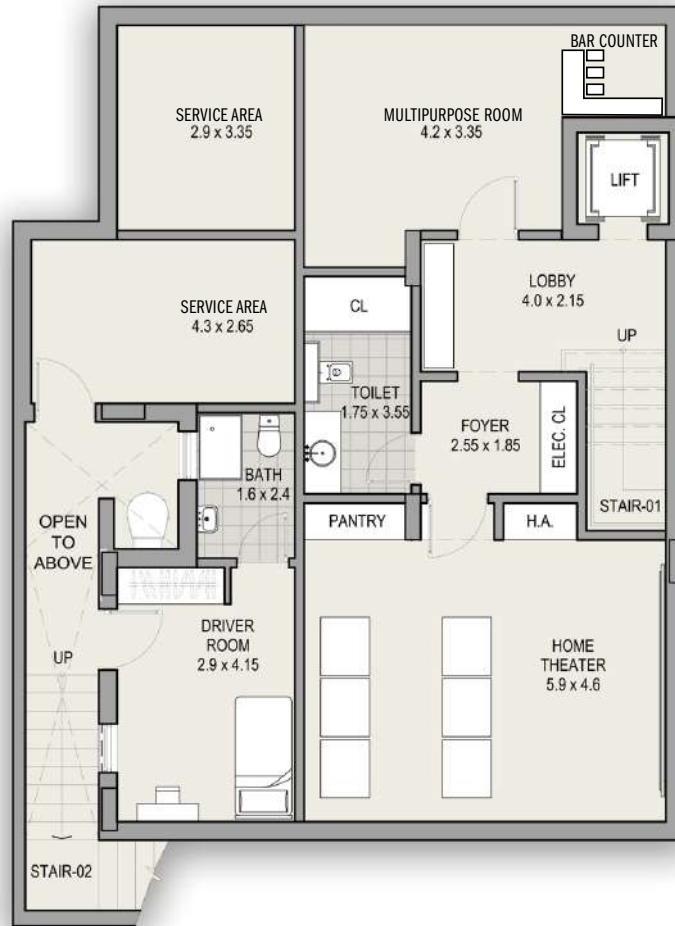 BAR COUNTER
SERVICE AREA
2.9 x 3.35
MULTIPURPOSE ROOM
4.2 x 3.35
LIFT
LOBBY
4.0 x 2.15
SERVICE AREA
4.3 x 2.65
CL
UP
TOILET
1.75 x 3.55
FOYER
2.55 x 1.85
ELEC. CL
BATH
1.6 x 2.4
STAIR-01
OPEN
TO
ABOVE
PANTRY
H.A.
DRIVER
ROOM
2.9 x 4.15
UP
HOME
THEATER
5.9 x 4.6
STAIR-02